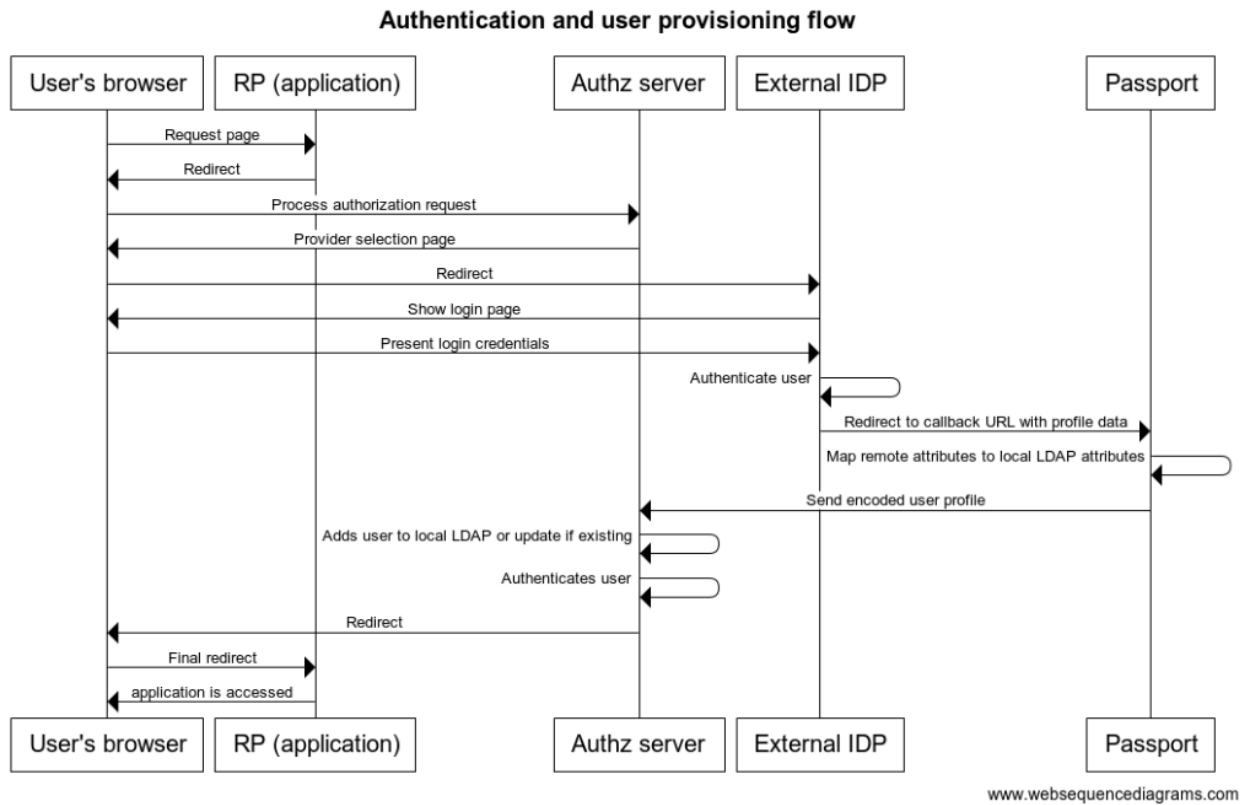 Authentication and user provisioning flow
User's browser
RP (application)
Authz server
External IDP
Passport
Request page
Redirect
Process authorization request
Provider selection page
Redirect
Show login page
Present login credentials
Authenticate user
Redirect to callback URL with profile data
Map remote attributes to local LDAP attributes
Send encoded user profile
Adds user to local LDAP or update if existing
Authenticates user
Redirect
Final redirect
application is accessed
User's browser
RP (application)
Authz server
External IDP
Passport
www.websequencediagrams.com